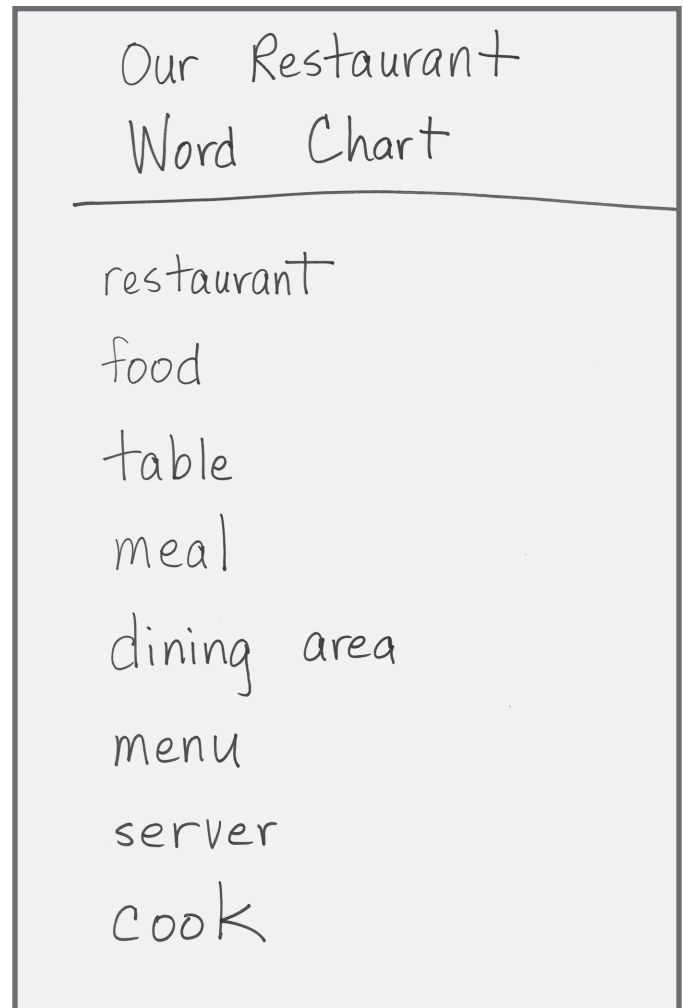 Our Restaurant
Word Chart
restaurant
food
table
meal
dining area
menu
server
cook